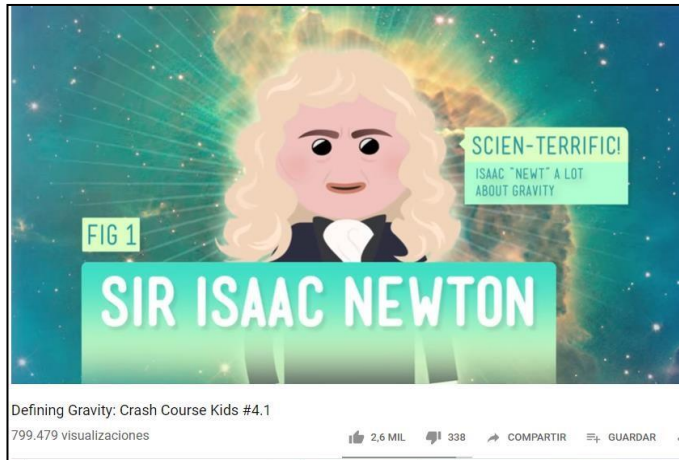 SCIEN-TERRIFIC!
ISAAC "NEWT" A LOT
ABOUT GRAVITY
FIG 1
SIR ISAAC NEWTON
Defining Gravity: Crash Course Kids #4.1
799.479 visualizaciones
2,6 MIL 338 COMPARTIR GUARDAR